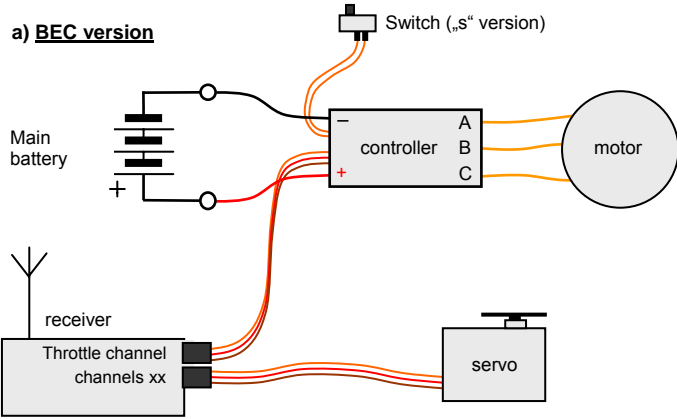 a) BEC version
Switch („s“ version)
Main
battery
+
–
+
controller
A
B
C
motor
receiver
Throttle channel
channels xx
servo